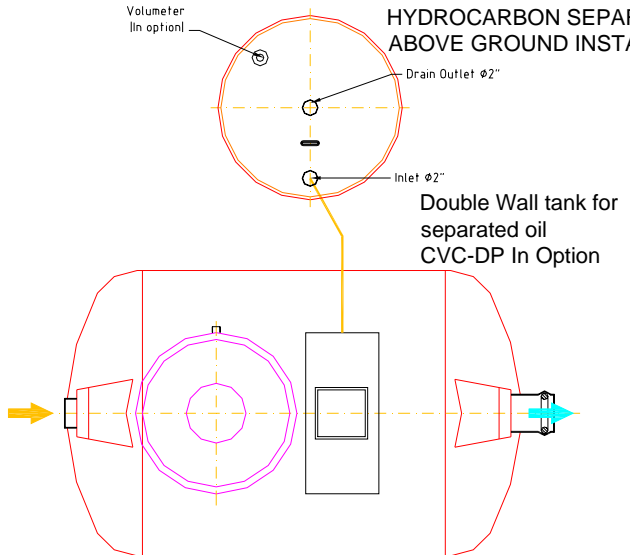 Volumeter
(In option)
HYDROCARBON SEPAR
ABOVE GROUND INSTA
Drain Outlet Ø2"
Inlet Ø2"
Double Wall tank for
separated oil
CVC-DP In Option